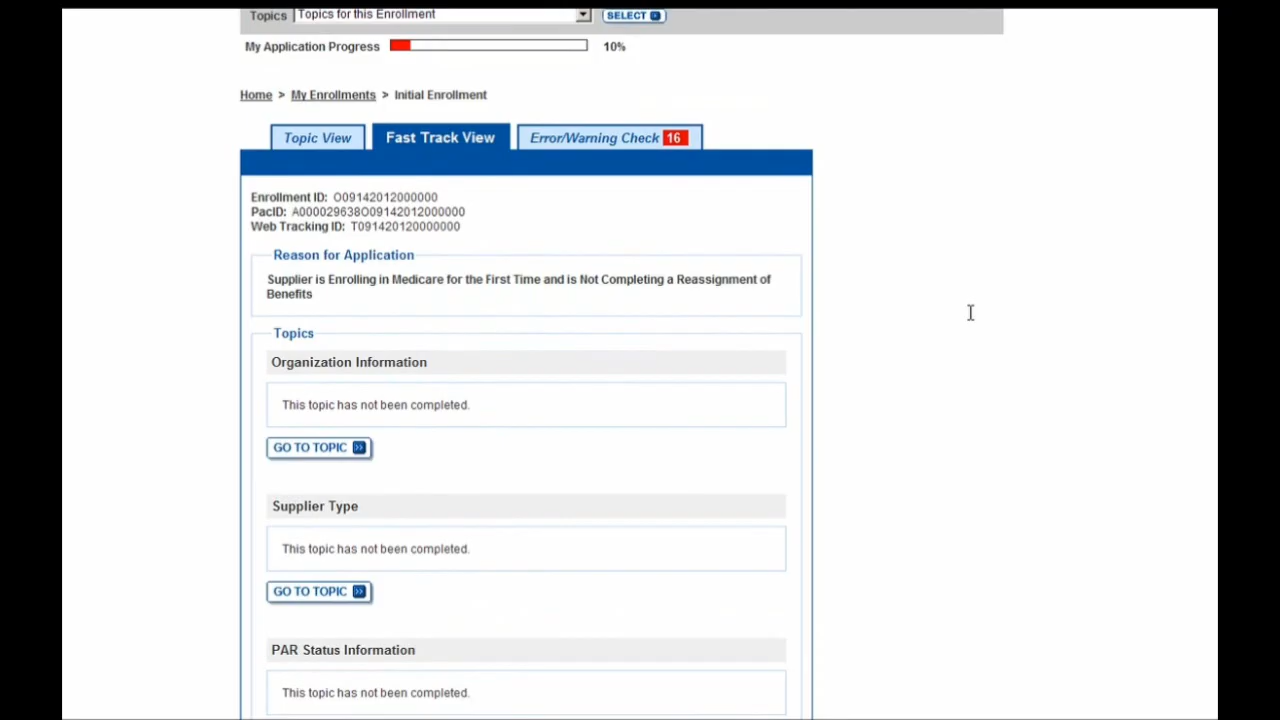 Topics Topics for this Enrollment SELECT
My Application Progress 10%
Home > My Enrollments > Initial Enrollment
Topic View Fast Track View Error/Warning Check 16
Enrollment ID: O09142012000000
PacID: A000029638O09142012000000
Web Tracking ID: T091420120000000
Reason for Application
Supplier is Enrolling in Medicare for the First Time and is Not Completing a Reassignment of
Benefits
Topics
Organization Information
This topic has not been completed.
GO TO TOPIC
Supplier Type
This topic has not been completed.
GO TO TOPIC
PAR Status Information
This topic has not been completed.